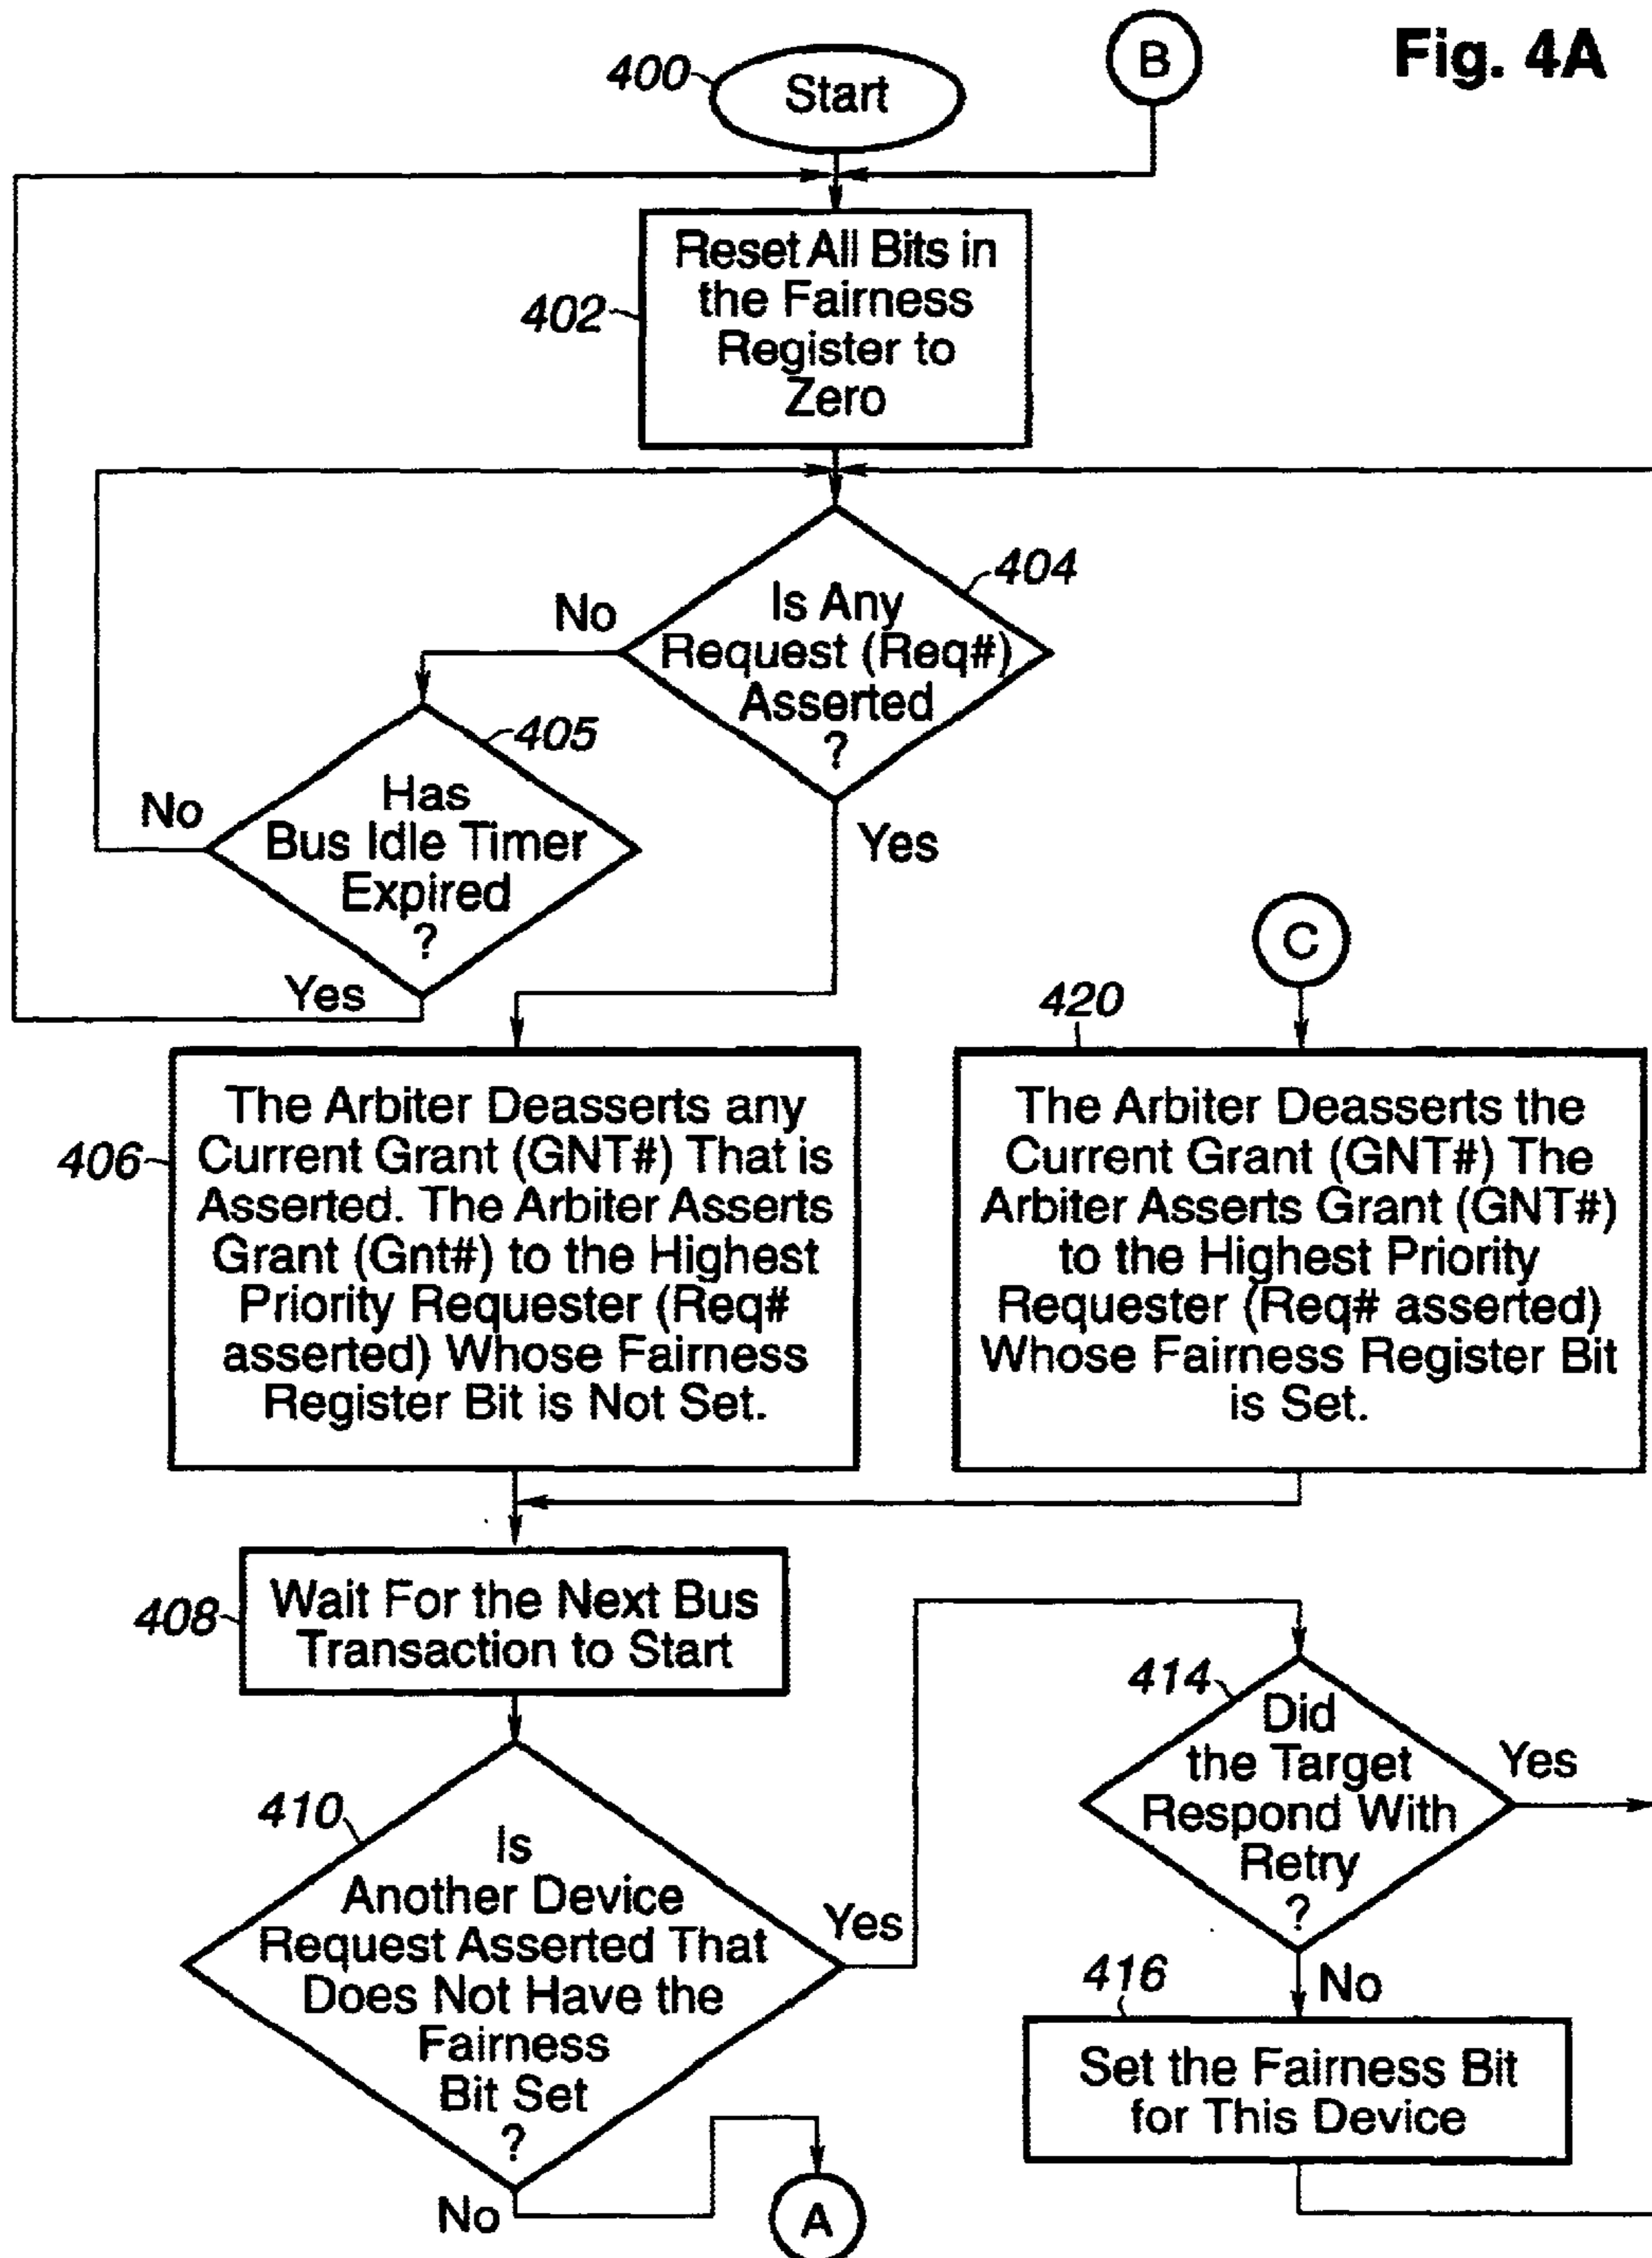 Fig. 4A
B
400
Start
402
Reset All Bits in
the Fairness
Register to
Zero
404
Is Any
Request (Req#)
Asserted
?
No
Yes
405
Has
Bus Idle Timer
Expired
?
No
Yes
C
406
The Arbiter Deasserts any
Current Grant (GNT#) That is
Asserted. The Arbiter Asserts
Grant (Gnt#) to the Highest
Priority Requester (Req#
asserted) Whose Fairness
Register Bit is Not Set.
420
The Arbiter Deasserts the
Current Grant (GNT#) The
Arbiter Asserts Grant (GNT#)
to the Highest Priority
Requester (Req# asserted)
Whose Fairness Register Bit
is Set.
408
Wait For the Next Bus
Transaction to Start
410
Is
Another Device
Request Asserted That
Does Not Have the
Fairness
Bit Set
?
Yes
No
A
414
Did
the Target
Respond With
Retry
?
Yes
No
416
Set the Fairness Bit
for This Device